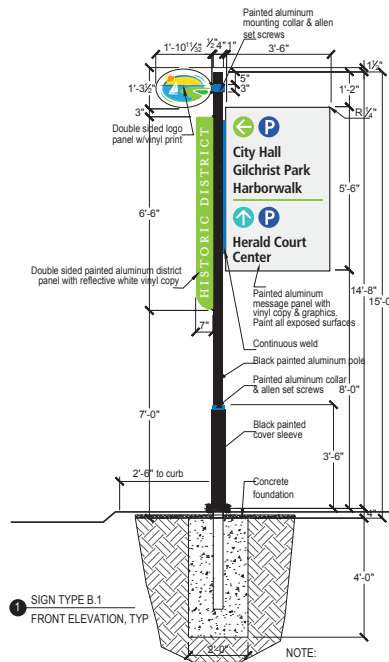 Painted aluminum
mounting collar & allen
set screws
1'-10 11/32"
1/2"
4"
1"
3'-6"
1 1/2"
5"
3"
1'-3 1/2"
1'-2"
3"
R 1/4"
Double sided logo
panel w/vinyl print
HISTORIC DISTRICT
P
City Hall
Gilchrist Park
Harborwalk
P
Herald Court
Center
5'-6"
6'-6"
Double sided painted aluminum district
panel with reflective white vinyl copy
Painted aluminum
message panel with
vinyl copy & graphics.
Paint all exposed surfaces
14'-8"
15'-0"
7"
Continuous weld
Black painted aluminum pole
Painted aluminum collar
& allen set screws
8'-0"
7'-0"
Black painted
cover sleeve
3'-6"
2'-6" to curb
Concrete
foundation
4"
4'-0"
1 SIGN TYPE B.1
FRONT ELEVATION, TYP
2'-0"
NOTE: